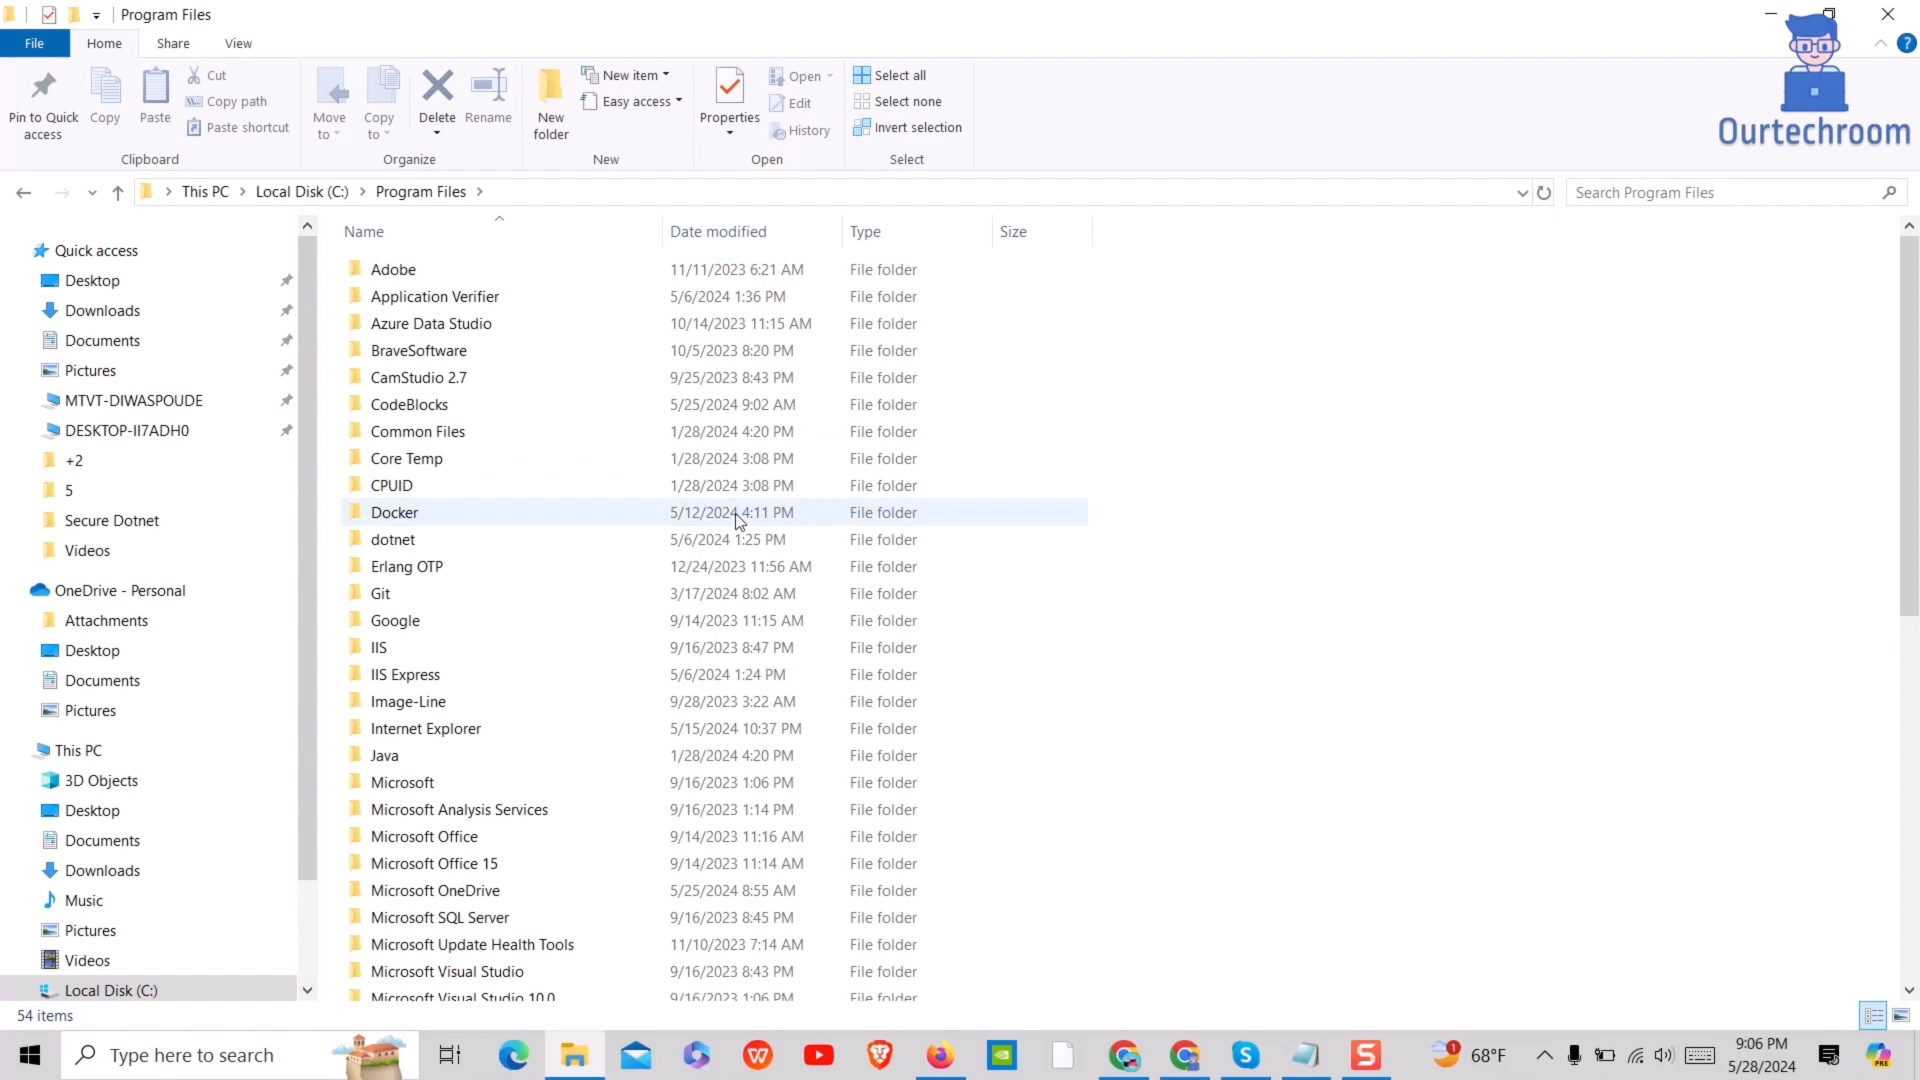 Program Files
File Home Share View
Pin to Quick access
Copy
Paste
Cut
Copy path
Paste shortcut
Clipboard
Move to
Copy to
Delete
Rename
Organize
New folder
New item
Easy access
New
Properties
Open
Edit
History
Open
Select all
Select none
Invert selection
Select
Ourtechroom
This PC > Local Disk (C:) > Program Files >
Search Program Files
Quick access
Desktop
Downloads
Documents
Pictures
MTVT-DIWASPOUDE
DESKTOP-II7ADH0
+2
5
Secure Dotnet
Videos
OneDrive - Personal
Attachments
Desktop
Documents
Pictures
This PC
3D Objects
Desktop
Documents
Downloads
Music
Pictures
Videos
Local Disk (C:)
Name Date modified Type Size
Adobe 11/11/2023 6:21 AM File folder
Application Verifier 5/6/2024 1:36 PM File folder
Azure Data Studio 10/14/2023 11:15 AM File folder
BraveSoftware 10/5/2023 8:20 PM File folder
CamStudio 2.7 9/25/2023 8:43 PM File folder
CodeBlocks 5/25/2024 9:02 AM File folder
Common Files 1/28/2024 4:20 PM File folder
Core Temp 1/28/2024 3:08 PM File folder
CPUID 1/28/2024 3:08 PM File folder
Docker 5/12/2024 4:11 PM File folder
dotnet 5/6/2024 1:25 PM File folder
Erlang OTP 12/24/2023 11:56 AM File folder
Git 3/17/2024 8:02 AM File folder
Google 9/14/2023 11:15 AM File folder
IIS 9/16/2023 8:47 PM File folder
IIS Express 5/6/2024 1:24 PM File folder
Image-Line 9/28/2023 3:22 AM File folder
Internet Explorer 5/15/2024 10:37 PM File folder
Java 1/28/2024 4:20 PM File folder
Microsoft 9/16/2023 1:06 PM File folder
Microsoft Analysis Services 9/16/2023 1:14 PM File folder
Microsoft Office 9/14/2023 11:16 AM File folder
Microsoft Office 15 9/14/2023 11:14 AM File folder
Microsoft OneDrive 5/25/2024 8:55 AM File folder
Microsoft SQL Server 9/16/2023 8:45 PM File folder
Microsoft Update Health Tools 11/10/2023 7:14 AM File folder
Microsoft Visual Studio 9/16/2023 8:43 PM File folder
Microsoft Visual Studio 10.0 9/16/2023 1:06 PM File folder
54 items
Type here to search
68°F
9:06 PM
5/28/2024